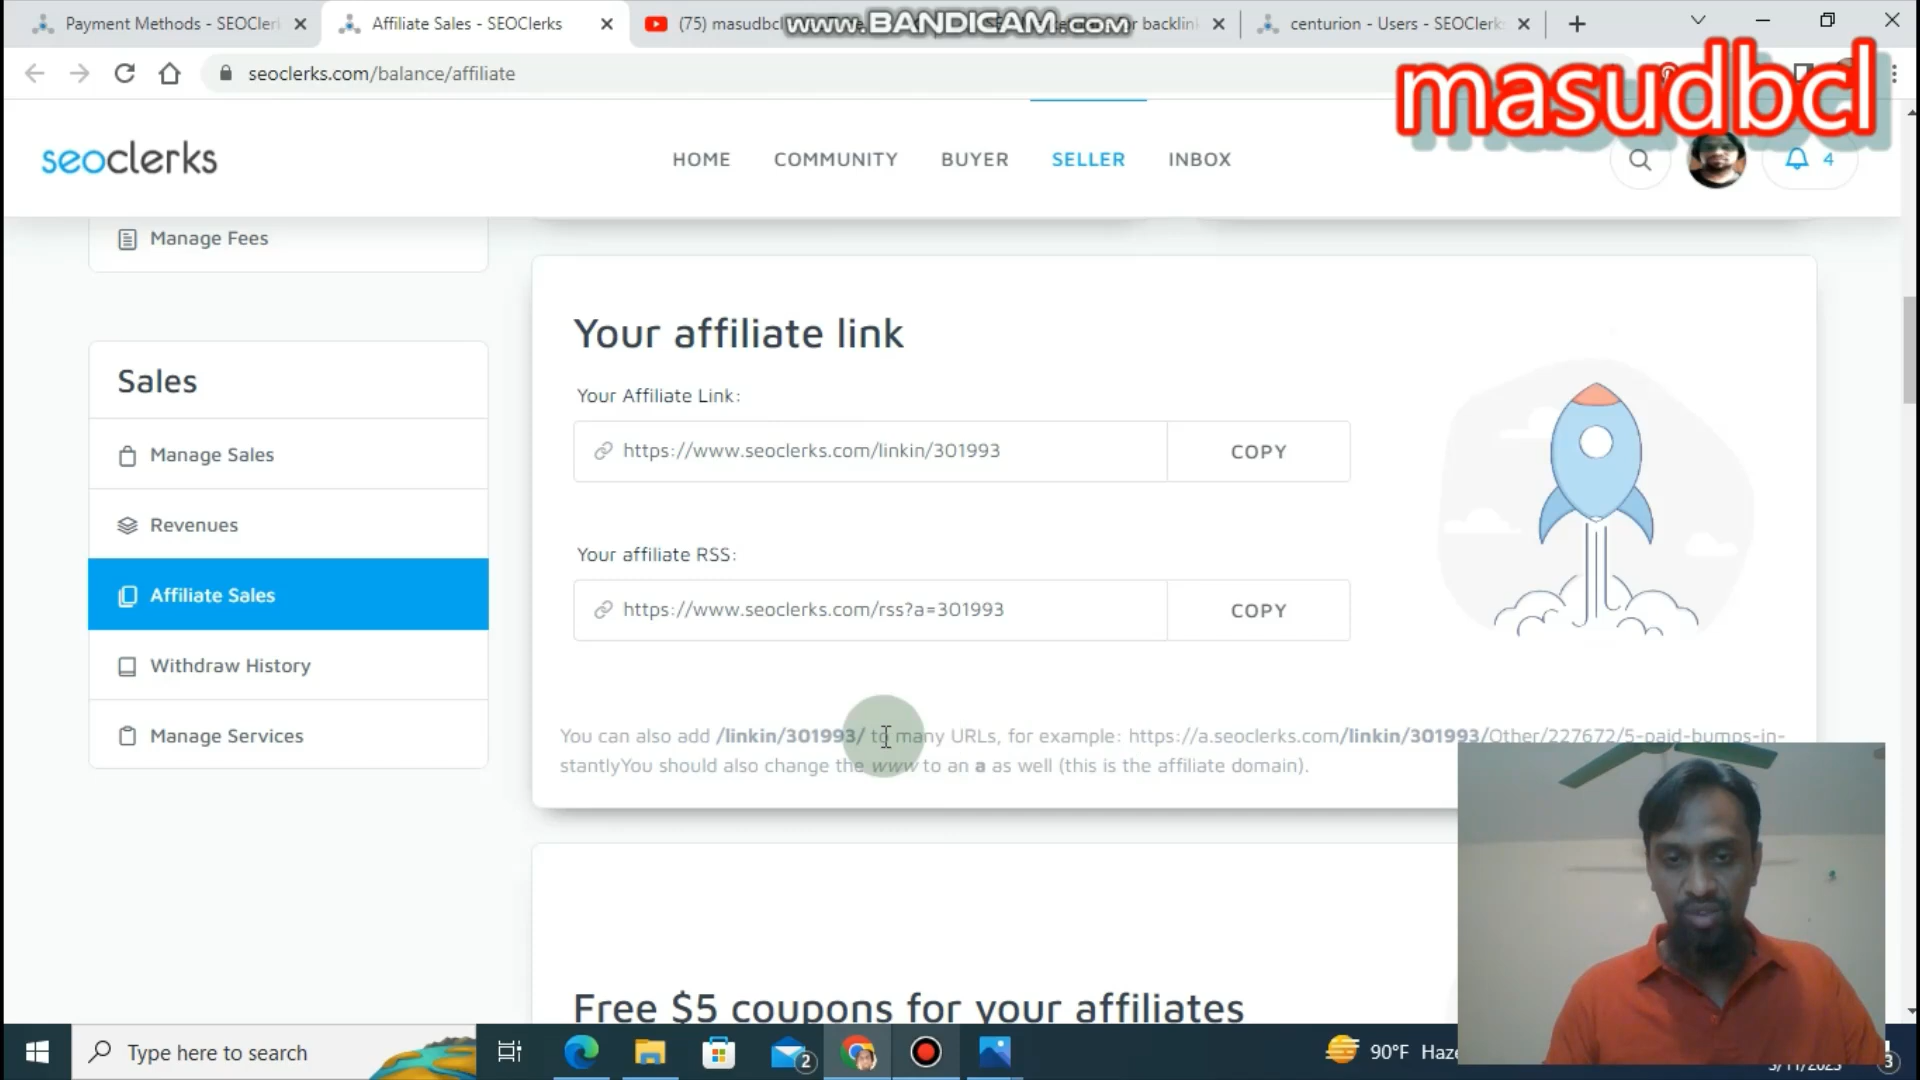 Payment Methods - SEOCler
Affiliate Sales - SEOClerks
(75) masudbcl
backlink
centurion - Users - SEOClerk
www.BANDICAM.com
seoclerks.com/balance/affiliate
masudbcl
seoclerks
HOME
COMMUNITY
BUYER
SELLER
INBOX
4
Manage Fees
Sales
Manage Sales
Revenues
Affiliate Sales
Withdraw History
Manage Services
Your affiliate link
Your Affiliate Link:
https://www.seoclerks.com/linkin/301993
COPY
Your affiliate RSS:
https://www.seoclerks.com/rss?a=301993
COPY
You can also add /linkin/301993/ to many URLs, for example: https://a.seoclerks.com/linkin/301993/Other/227672/5-paid-bumps-in-
stantlyYou should also change the www to an a as well (this is the affiliate domain).
Free $5 coupons for your affiliates
Type here to search
2
90°F Haze
3